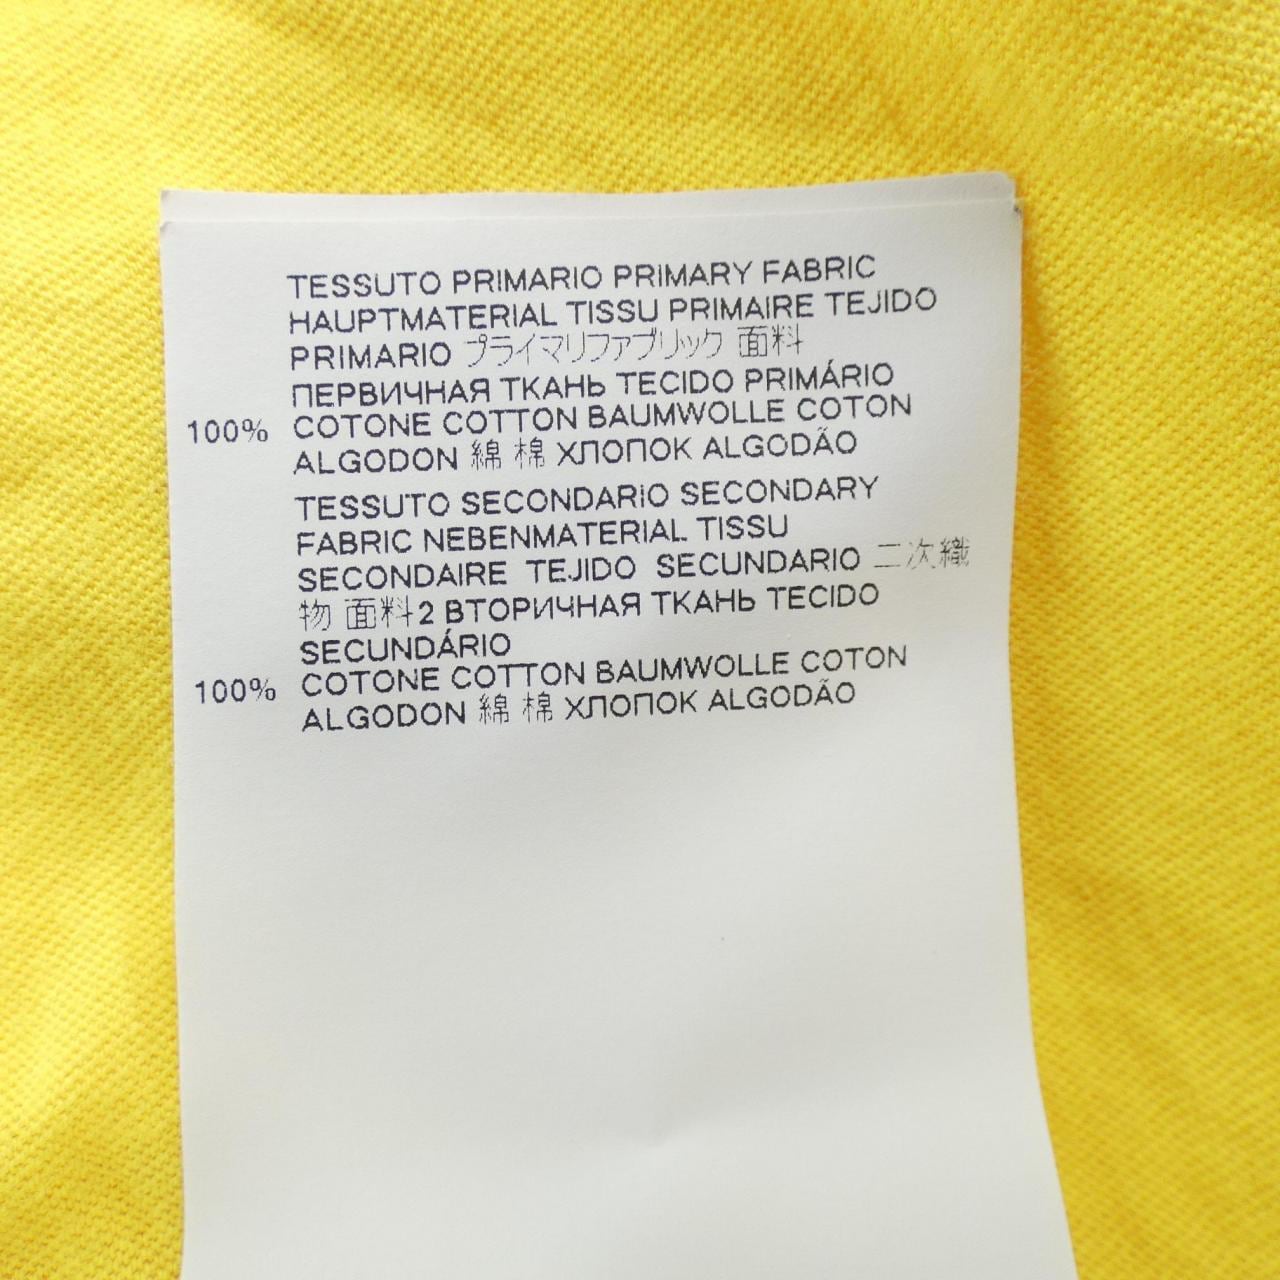 TESSUTO PRIMARIO PRIMARY FABRIC
HAUPTMATERIAL TISSU PRIMAIRE TEJIDO
PRIMARIO プライマリファブリック 面料
ПЕРВИЧНАЯ ТКАНЬ TECIDO PRIMÁRIO
100% COTONE COTTON BAUMWOLLE COTON
ALGODON 綿 棉 ХЛОПОК ALGODÃO
TESSUTO SECONDARIO SECONDARY
FABRIC NEBENMATERIAL TISSU
SECONDAIRE TEJIDO SECUNDARIO 二次織
物 面料2 ВТОРИЧНАЯ ТКАНЬ TECIDO
SECUNDÁRIO
100% COTONE COTTON BAUMWOLLE COTON
ALGODON 綿 棉 ХЛОПОК ALGODÃO